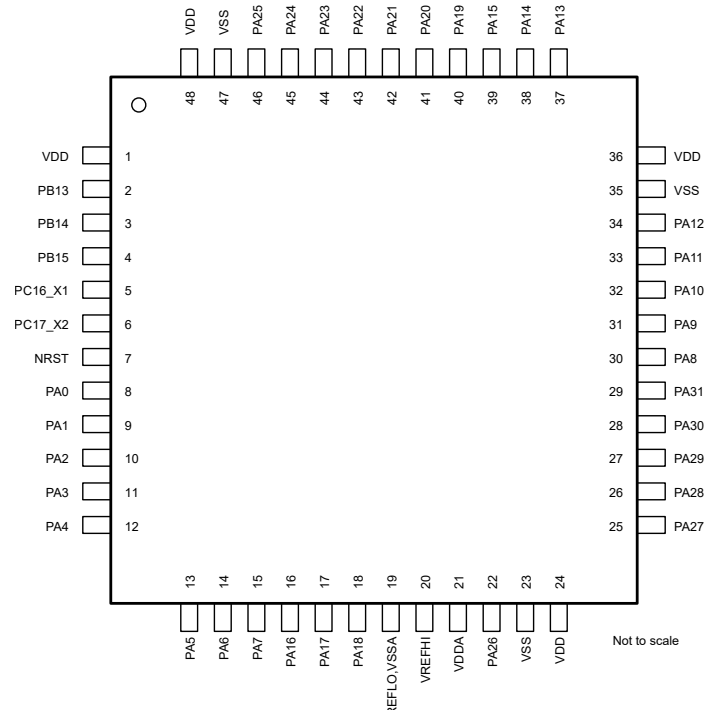 VDD
VSS
PA25
PA24
PA23
PA22
PA21
PA20
PA19
PA15
PA14
PA13
48
47
46
45
44
43
42
41
40
39
38
37
VDD 1
PB13 2
PB14 3
PB15 4
PC16_X1 5
PC17_X2 6
NRST 7
PA0 8
PA1 9
PA2 10
PA3 11
PA4 12
36 VDD
35 VSS
34 PA12
33 PA11
32 PA10
31 PA9
30 PA8
29 PA31
28 PA30
27 PA29
26 PA28
25 PA27
13
14
15
16
17
18
19
20
21
22
23
24
PA5
PA6
PA7
PA16
PA17
PA18
REFLO,VSSA
VREFHI
VDDA
PA26
VSS
VDD
Not to scale